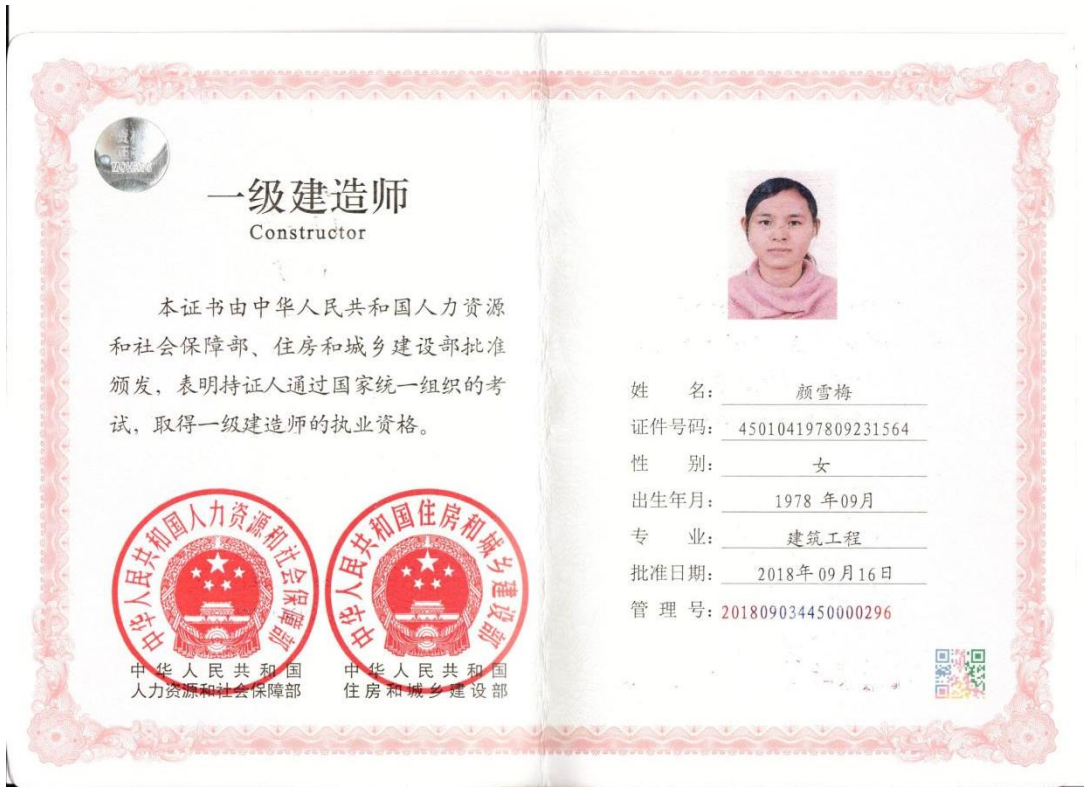 一级建造师
Constructor
本证书由中华人民共和国人力资源
和社会保障部、住房和城乡建设部批准
颁发，表明持证人通过国家统一组织的考
试，取得一级建造师的执业资格。
中华人民共和国人力资源和社会保障部
中华人民共和国住房和城乡建设部
中华人民共和国
人力资源和社会保障部
中华人民共和国
住房和城乡建设部
姓 名： 颜雪梅
证件号码： 450104197809231564
性 别： 女
出生年月： 1978 年09月
专 业： 建筑工程
批准日期： 2018年09月16日
管 理 号：201809034450000296